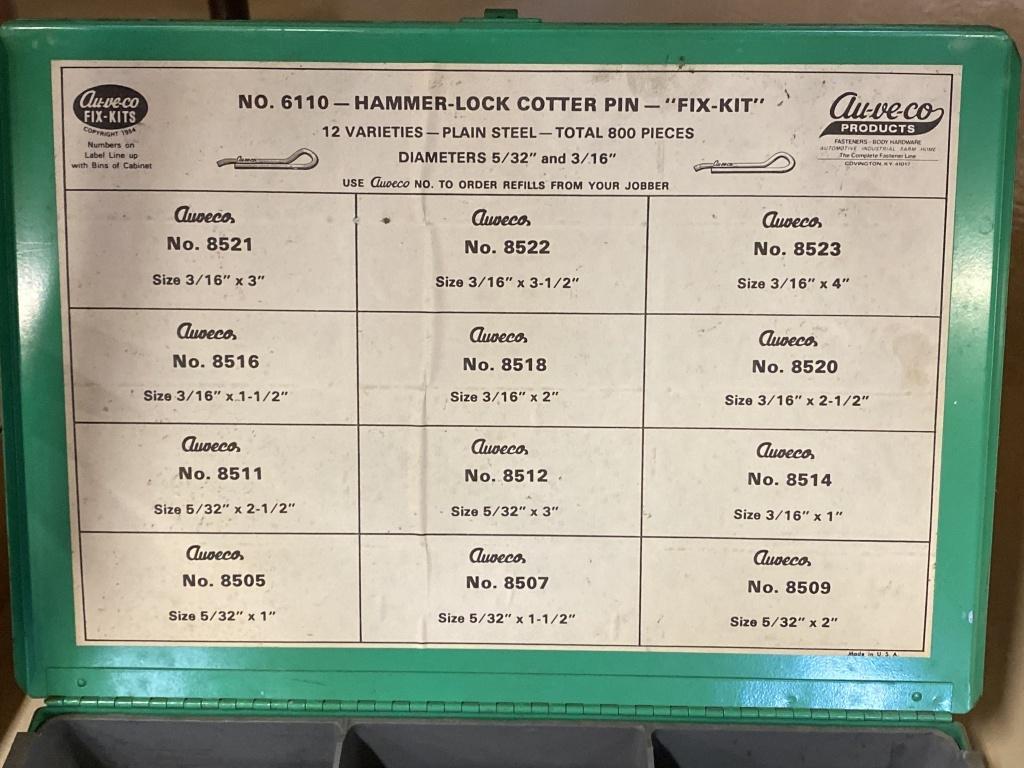 Au-ve-co
FIX-KITS
COPYRIGHT 1984
Numbers on
Label Line up
with Bins of Cabinet
NO. 6110 — HAMMER-LOCK COTTER PIN — "FIX-KIT"
12 VARIETIES — PLAIN STEEL — TOTAL 800 PIECES
DIAMETERS 5/32" and 3/16"
USE Auveco NO. TO ORDER REFILLS FROM YOUR JOBBER
Au-ve-co
PRODUCTS
FASTENERS - BODY HARDWARE
AUTOMOTIVE INDUSTRIAL FARM HOME
The Complete Fastener Line
COVINGTON, KY. 41017
Auveco
No. 8521
Size 3/16" x 3"
Auveco
No. 8522
Size 3/16" x 3-1/2"
Auveco
No. 8523
Size 3/16" x 4"
Auveco
No. 8516
Size 3/16" x 1-1/2"
Auveco
No. 8518
Size 3/16" x 2"
Auveco
No. 8520
Size 3/16" x 2-1/2"
Auveco
No. 8511
Size 5/32" x 2-1/2"
Auveco
No. 8512
Size 5/32" x 3"
Auveco
No. 8514
Size 3/16" x 1"
Auveco
No. 8505
Size 5/32" x 1"
Auveco
No. 8507
Size 5/32" x 1-1/2"
Auveco
No. 8509
Size 5/32" x 2"
Made in U.S.A.